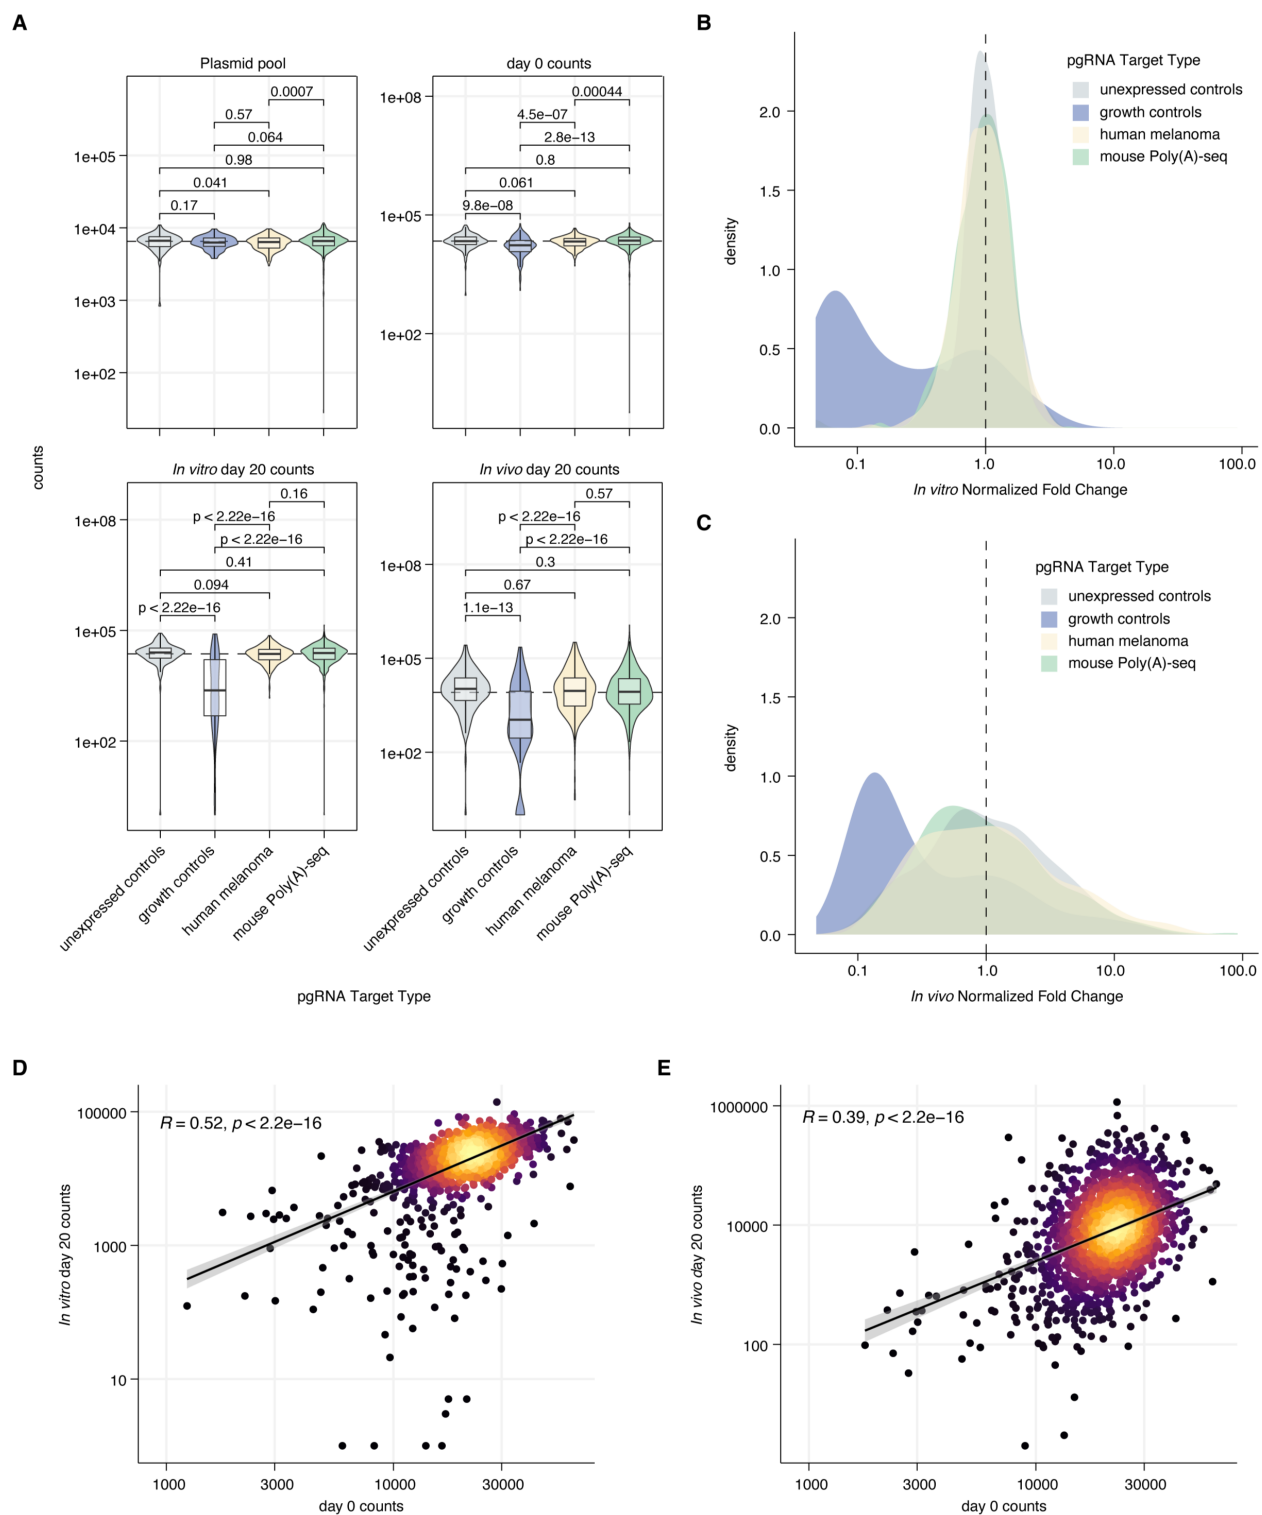 A
Plasmid pool
0.0007
0.57
0.064
0.98
0.041
0.17
1e+05
1e+04
1e+03
1e+02
day 0 counts
0.00044
4.5e−07
2.8e−13
0.8
0.061
9.8e−08
1e+08
1e+05
1e+02
counts
In vitro day 20 counts
0.16
p < 2.22e−16
p < 2.22e−16
0.41
0.094
p < 2.22e−16
1e+08
1e+05
1e+02
unexpressed controls
growth controls
human melanoma
mouse Poly(A)-seq
In vivo day 20 counts
0.57
p < 2.22e−16
p < 2.22e−16
0.3
0.67
1.1e−13
1e+08
1e+05
1e+02
unexpressed controls
growth controls
human melanoma
mouse Poly(A)-seq
pgRNA Target Type
B
pgRNA Target Type
unexpressed controls
growth controls
human melanoma
mouse Poly(A)-seq
density
2.0
1.5
1.0
0.5
0.0
0.1 1.0 10.0 100.0
In vitro Normalized Fold Change
C
pgRNA Target Type
unexpressed controls
growth controls
human melanoma
mouse Poly(A)-seq
density
2.0
1.5
1.0
0.5
0.0
0.1 1.0 10.0 100.0
In vivo Normalized Fold Change
D
R = 0.52, p < 2.2e−16
In vitro day 20 counts
100000
1000
10
1000 3000 10000 30000
day 0 counts
E
R = 0.39, p < 2.2e−16
In vivo day 20 counts
1000000
10000
100
1000 3000 10000 30000
day 0 counts